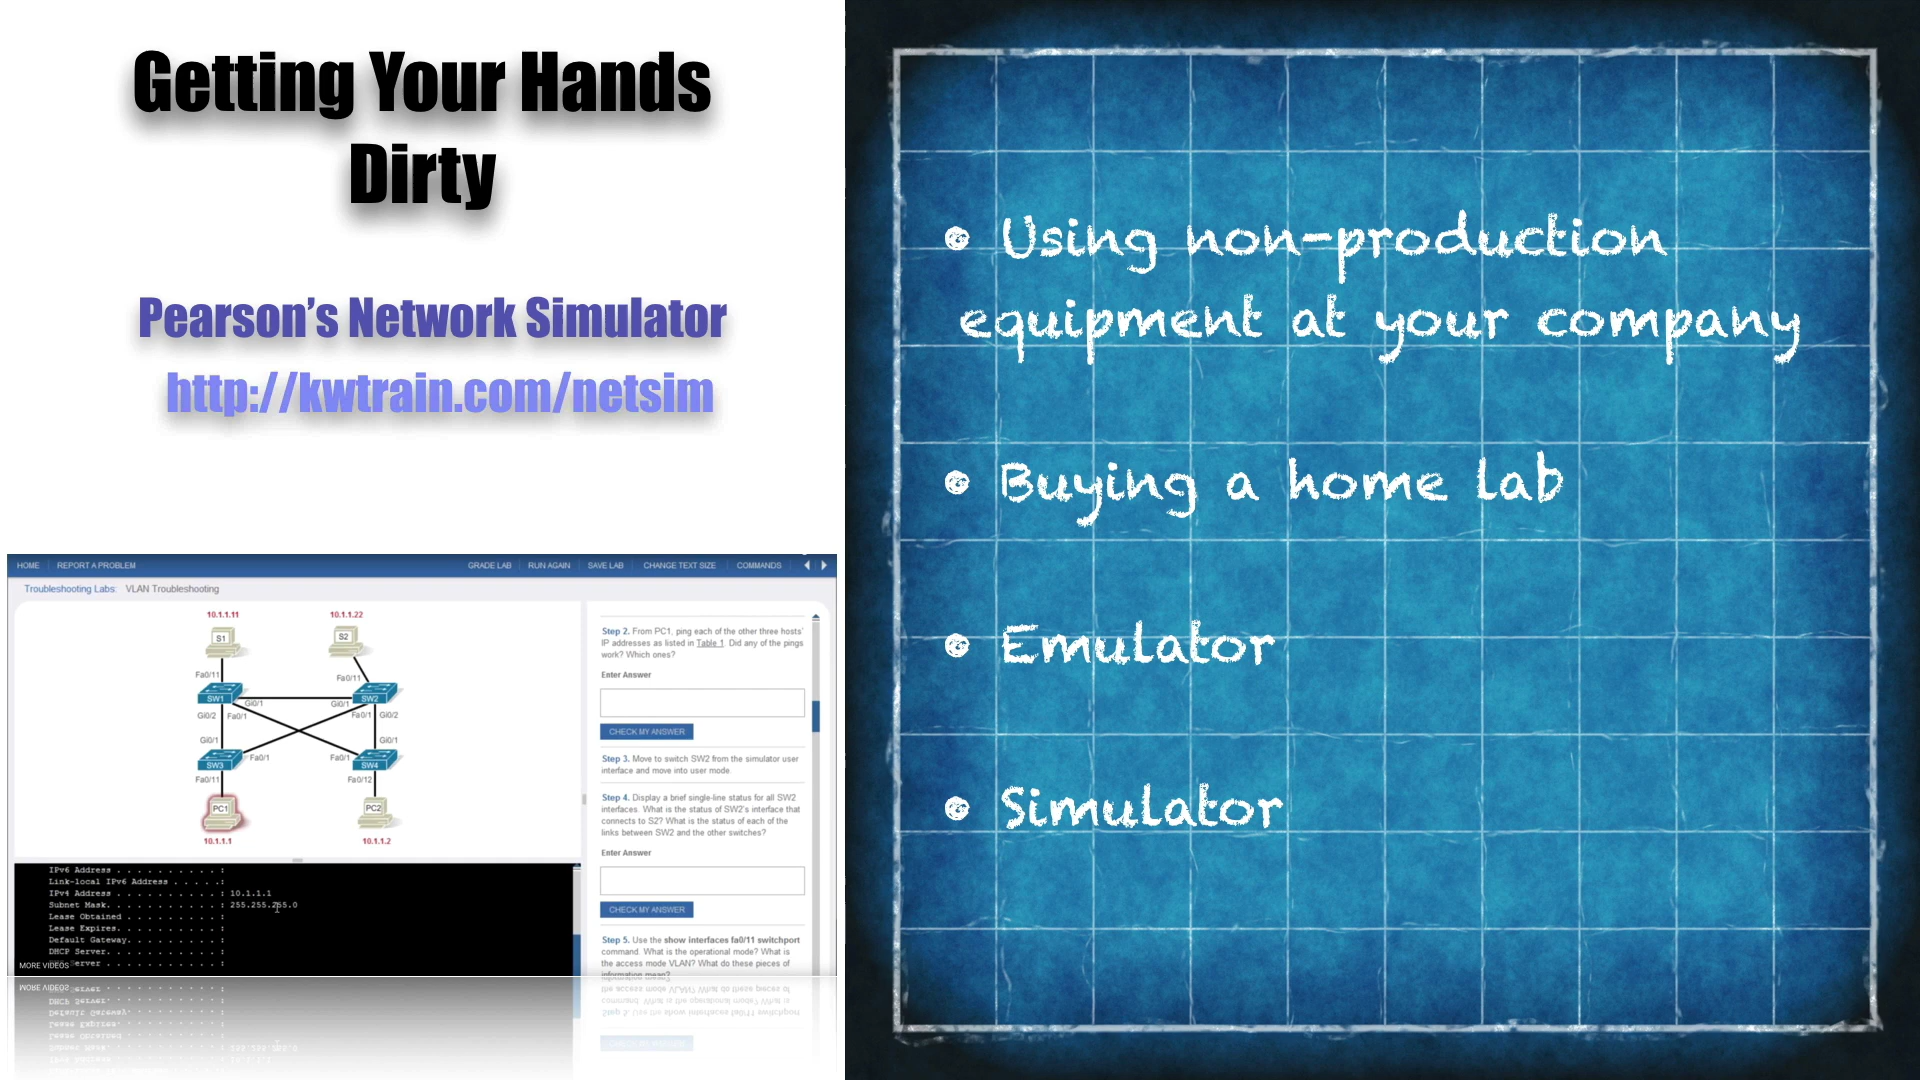 Getting Your Hands
Dirty
Pearson's Network Simulator
http://kwtrain.com/netsim
• Using non-production
equipment at your company
• Buying a home lab
• Emulator
• Simulator
HOME REPORT A PROBLEM GRADE LAB RUN AGAIN SAVE LAB CHANGE TEXT SIZE COMMANDS
Troubleshooting Labs: VLAN Troubleshooting
10.1.1.11 10.1.1.22
S1 S2
Fa0/11 Fa0/11
SW1 SW2
Gi0/1 Gi0/1
Gi0/2 Fa0/1 Fa0/1 Gi0/2
Gi0/1 Gi0/1
Fa0/1 Fa0/1
SW3 SW4
Fa0/11 Fa0/12
PC1 PC2
10.1.1.1 10.1.1.2
IPv6 Address . . . . . . . . . . :
Link-local IPv6 Address . . . . .:
IPv4 Address . . . . . . . . . . : 10.1.1.1
Subnet Mask. . . . . . . . . . . : 255.255.255.0
Lease Obtained . . . . . . . . . :
Lease Expires. . . . . . . . . . :
Default Gateway. . . . . . . . . :
DHCP Server. . . . . . . . . . . :
MORE VIDEOS Server . . . . . . . . . . :
Step 2. From PC1, ping each of the other three hosts'
IP addresses as listed in Table 1. Did any of the pings
work? Which ones?
Enter Answer
CHECK MY ANSWER
Step 3. Move to switch SW2 from the simulator user
interface and move into user mode.
Step 4. Display a brief single-line status for all SW2
interfaces. What is the status of SW2's interface that
connects to S2? What is the status of each of the
links between SW2 and the other switches?
Enter Answer
CHECK MY ANSWER
Step 5. Use the show interfaces fa0/11 switchport
command. What is the operational mode? What is
the access mode VLAN? What do these pieces of
information mean?